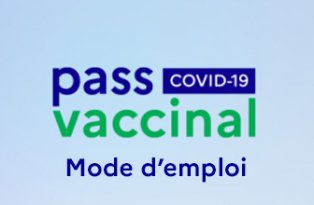 pass COVID-19
vaccinal
Mode d'emploi